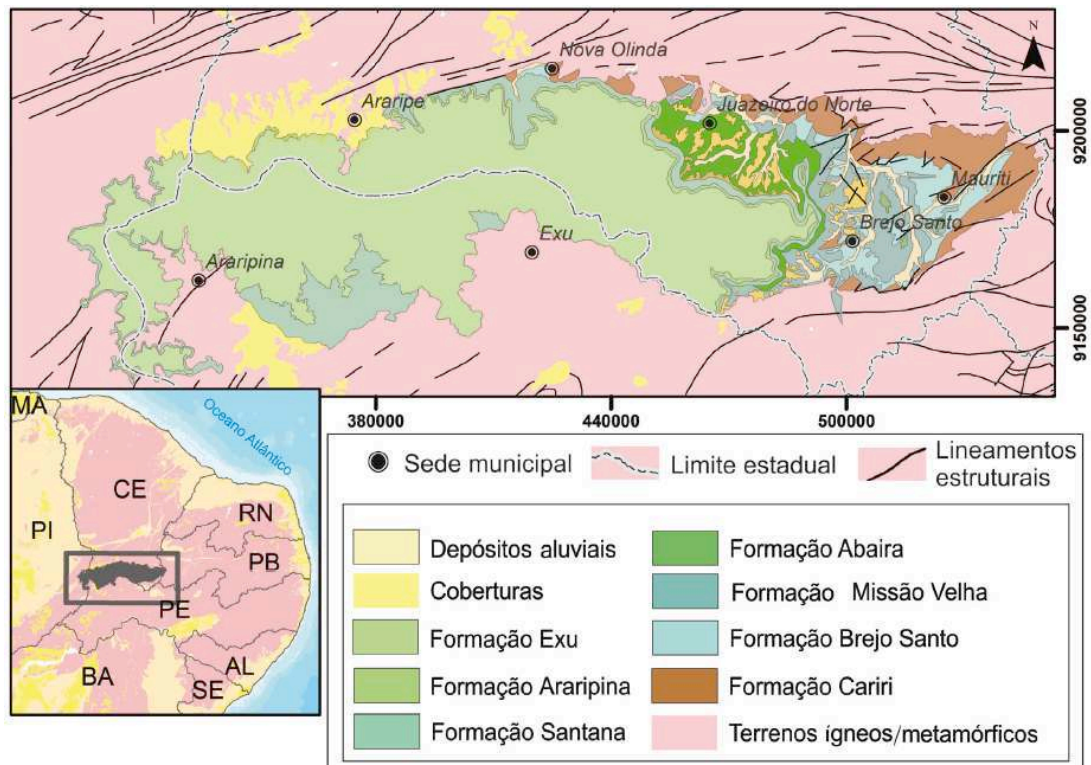 N
Nova Olinda
Araripe
Juazeiro do Norte
Mauriti
Brejo Santo
Exu
Araripina
9200000
9150000
380000
440000
500000
MA
Oceano Atlântico
CE
PI
RN
PB
PE
BA
AL
SE
Sede municipal
Limite estadual
Lineamentos
estruturais
Depósitos aluviais
Coberturas
Formação Exu
Formação Araripina
Formação Santana
Formação Abaira
Formação Missão Velha
Formação Brejo Santo
Formação Cariri
Terrenos ígneos/metamórficos